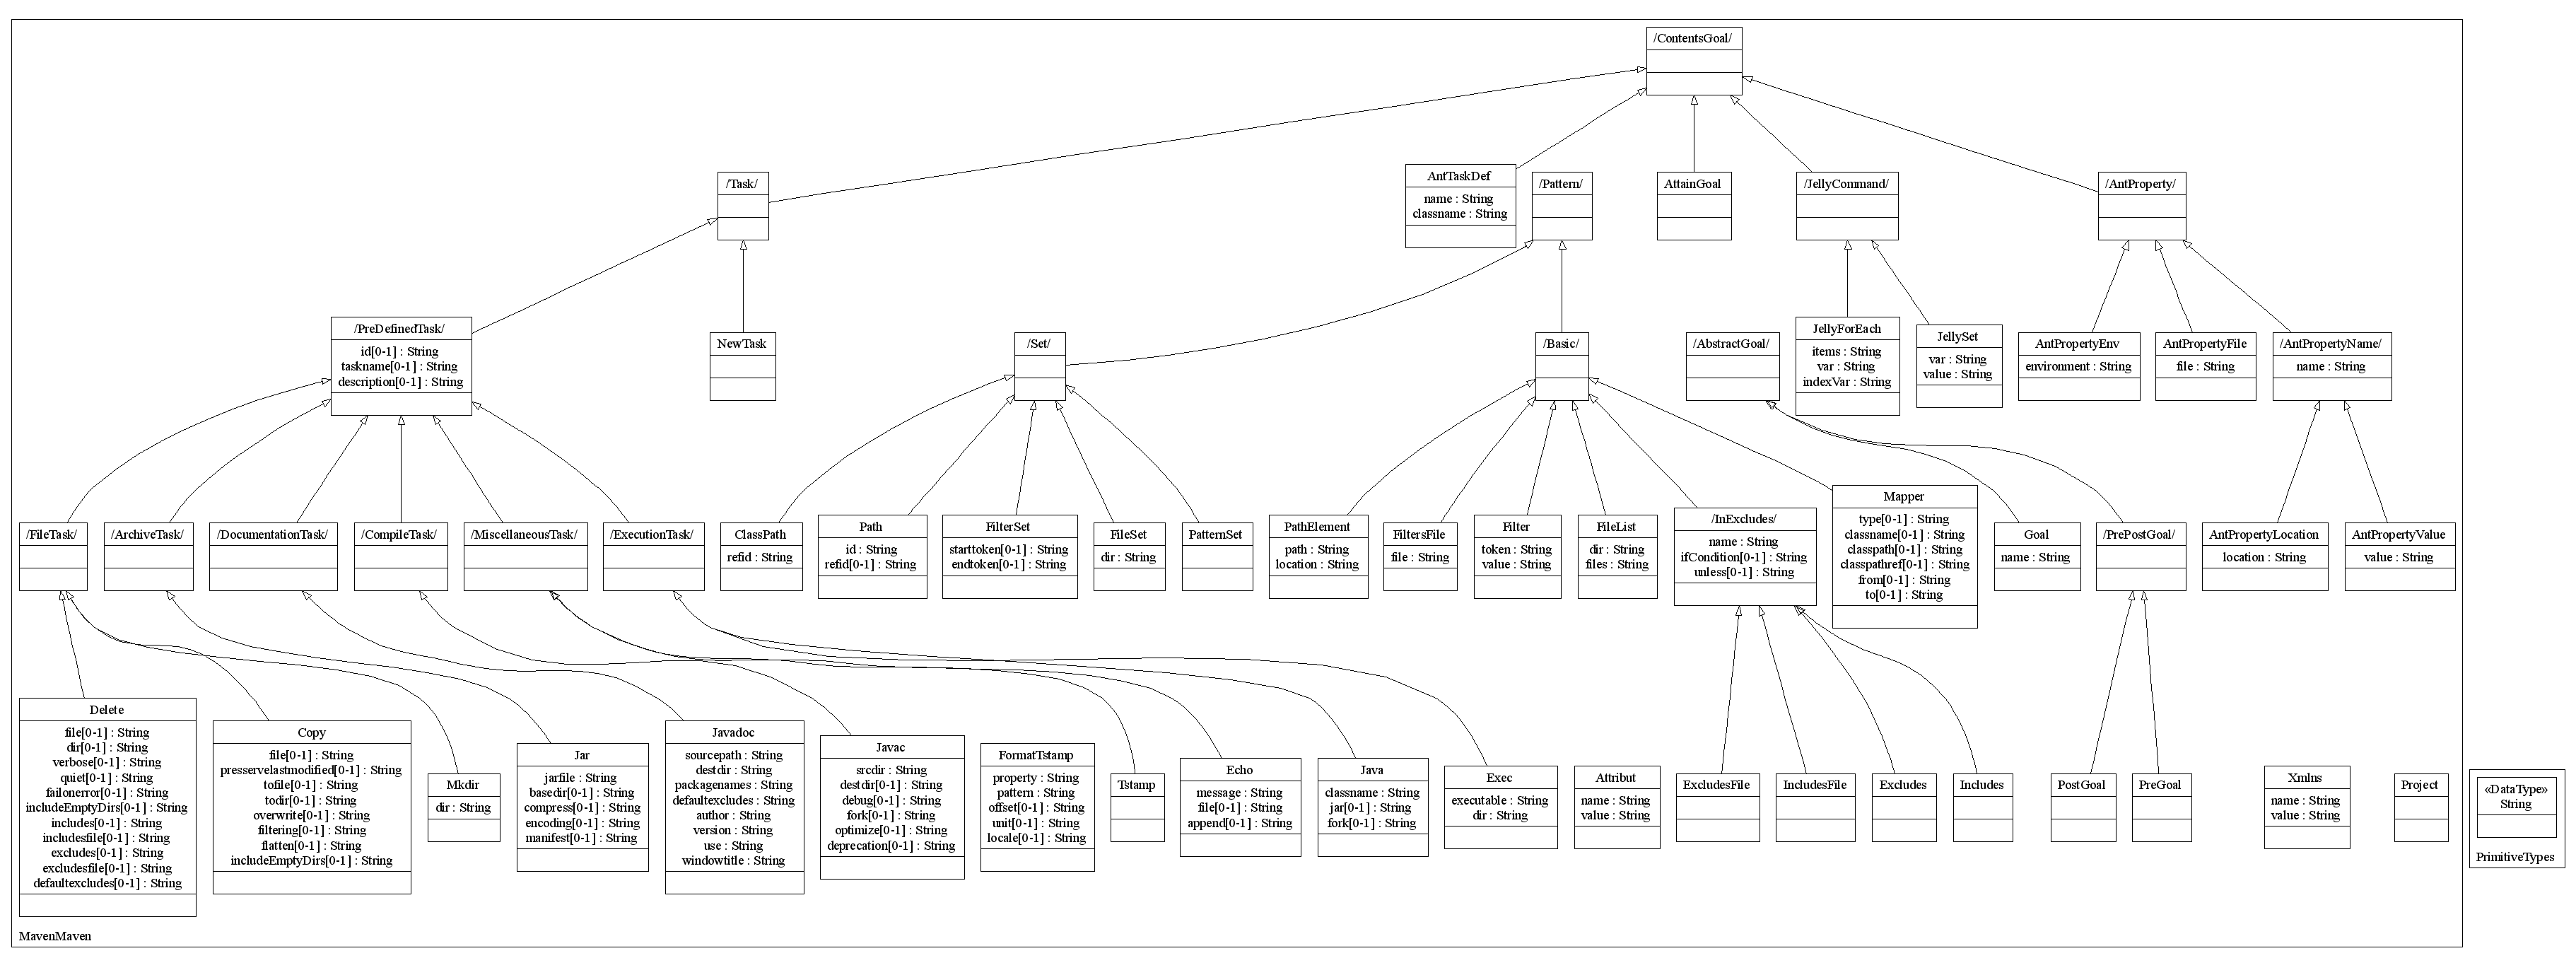 /ContentsGoal/
/Task/
AntTaskDef
name : String
classname : String
/Pattern/
AttainGoal
/JellyCommand/
/AntProperty/
/PreDefinedTask/
id[0-1] : String
taskname[0-1] : String
description[0-1] : String
NewTask
/Set/
/Basic/
/AbstractGoal/
JellyForEach
items : String
var : String
indexVar : String
JellySet
var : String
value : String
AntPropertyEnv
environment : String
AntPropertyFile
file : String
/AntPropertyName/
name : String
/FileTask/
/ArchiveTask/
/DocumentationTask/
/CompileTask/
/MiscellaneousTask/
/ExecutionTask/
ClassPath
refid : String
Path
id : String
refid[0-1] : String
FilterSet
starttoken[0-1] : String
endtoken[0-1] : String
FileSet
dir : String
PatternSet
PathElement
path : String
location : String
FiltersFile
file : String
Filter
token : String
value : String
FileList
dir : String
files : String
/InExcludes/
name : String
ifCondition[0-1] : String
unless[0-1] : String
Mapper
type[0-1] : String
classname[0-1] : String
classpath[0-1] : String
classpathref[0-1] : String
from[0-1] : String
to[0-1] : String
Goal
name : String
/PrePostGoal/
AntPropertyLocation
location : String
AntPropertyValue
value : String
Delete
file[0-1] : String
dir[0-1] : String
verbose[0-1] : String
quiet[0-1] : String
failonerror[0-1] : String
includeEmptyDirs[0-1] : String
includes[0-1] : String
includesfile[0-1] : String
excludes[0-1] : String
excludesfile[0-1] : String
defaultexcludes[0-1] : String
Copy
file[0-1] : String
presservelastmodified[0-1] : String
tofile[0-1] : String
todir[0-1] : String
overwrite[0-1] : String
filtering[0-1] : String
flatten[0-1] : String
includeEmptyDirs[0-1] : String
Mkdir
dir : String
Jar
jarfile : String
basedir[0-1] : String
compress[0-1] : String
encoding[0-1] : String
manifest[0-1] : String
Javadoc
sourcepath : String
destdir : String
packagenames : String
defaultexcludes : String
author : String
version : String
use : String
windowtitle : String
Javac
srcdir : String
destdir[0-1] : String
debug[0-1] : String
fork[0-1] : String
optimize[0-1] : String
deprecation[0-1] : String
FormatTstamp
property : String
pattern : String
offset[0-1] : String
unit[0-1] : String
locale[0-1] : String
Tstamp
Echo
message : String
file[0-1] : String
append[0-1] : String
Java
classname : String
jar[0-1] : String
fork[0-1] : String
Exec
executable : String
dir : String
Attribut
name : String
value : String
ExcludesFile
IncludesFile
Excludes
Includes
PostGoal
PreGoal
Xmlns
name : String
value : String
Project
«DataType»
String
PrimitiveTypes
MavenMaven